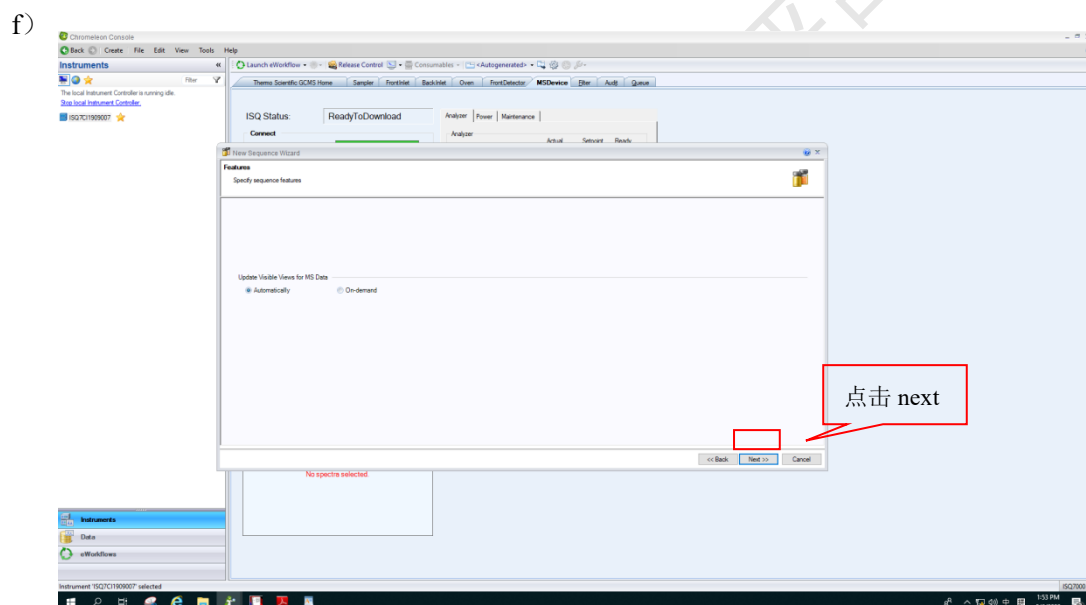 f）
Chromeleon Console
Back Create File Edit View Tools Help
Instruments «
Launch eWorkflow Release Control Consumables <Autogenerated>
Filter
Thermo Scientific GCMS Home Sampler FrontInlet BackInlet Oven FrontDetector MSDevice Filter Audit Queue
The local Instrument Controller is running idle.
Stop local Instrument Controller.
ISQ7CI1909007
ISQ Status: ReadyToDownload Analyzer Power Maintenance
Connect Analyzer
Actual Setpoint Ready
New Sequence Wizard
Features
Specify sequence features
Update Visible Views for MS Data
Automatically On-demand
点击 next
<< Back Next >> Cancel
No spectra selected.
Instruments
Data
eWorkflows
Instrument 'ISQ7CI1909007' selected
ISQ7000
中 1:53 PM